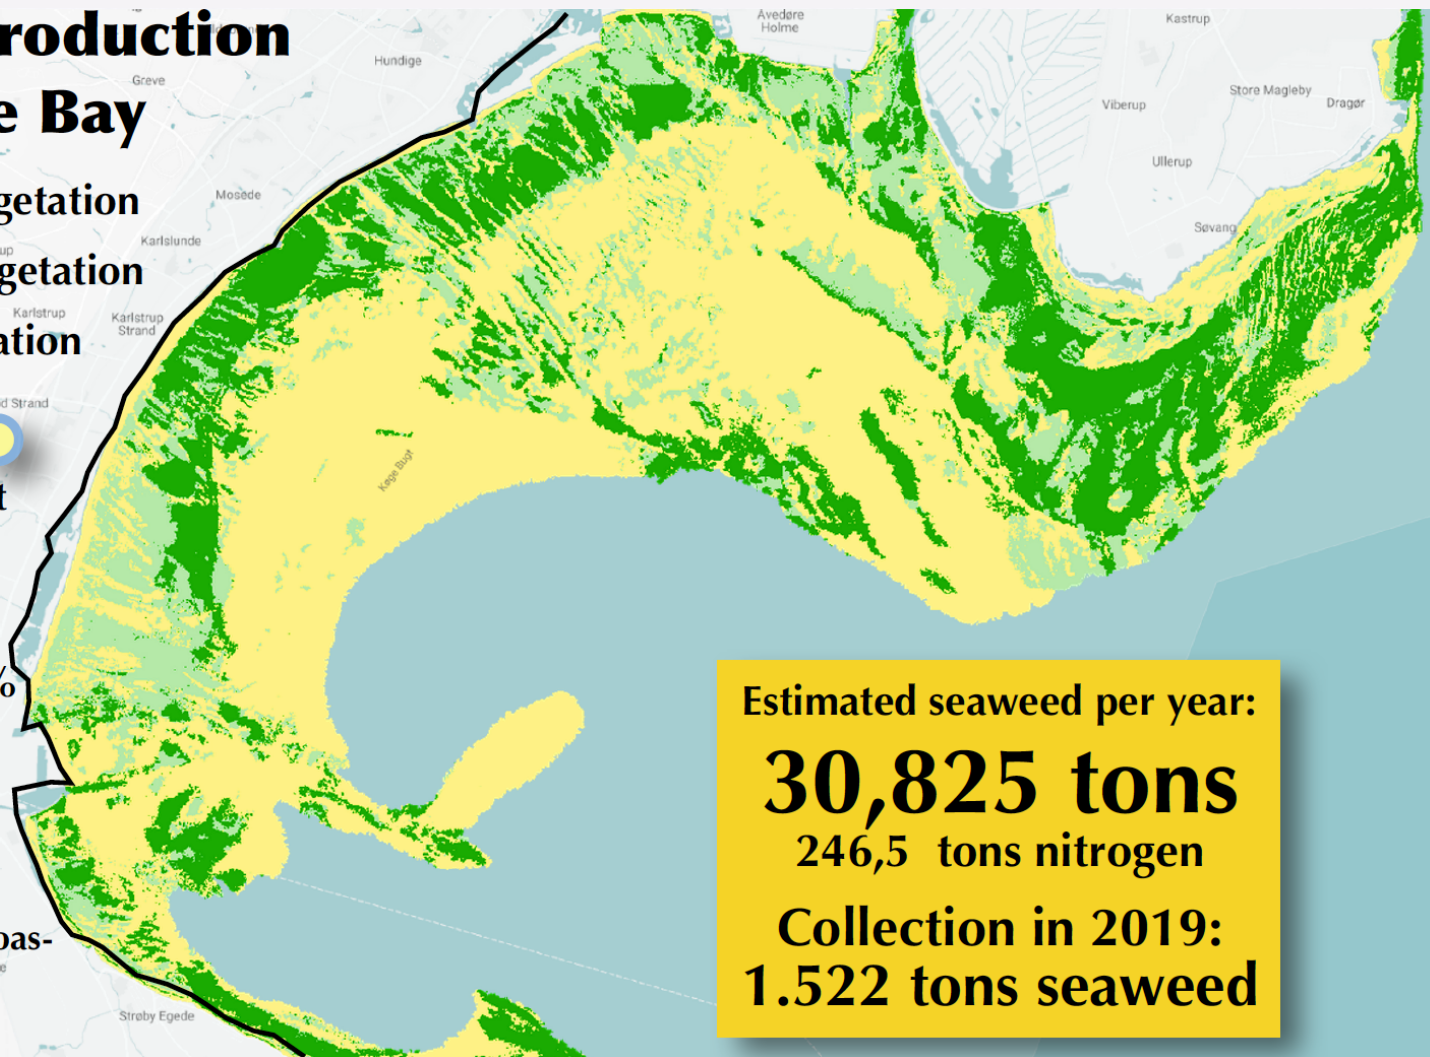 roduction
e Bay
getation
getation
ation
t
%
oas-
Greve
Hundige
Mosede
Karlslunde
Karlstrup
Karlstrup
Strand
d Strand
Køge Bugt
Strøby Egede
Avedøre
Holme
Kastrup
Store Magleby
Dragør
Viberup
Ullerup
Søvang
Estimated seaweed per year:
30,825 tons
246,5 tons nitrogen
Collection in 2019:
1.522 tons seaweed